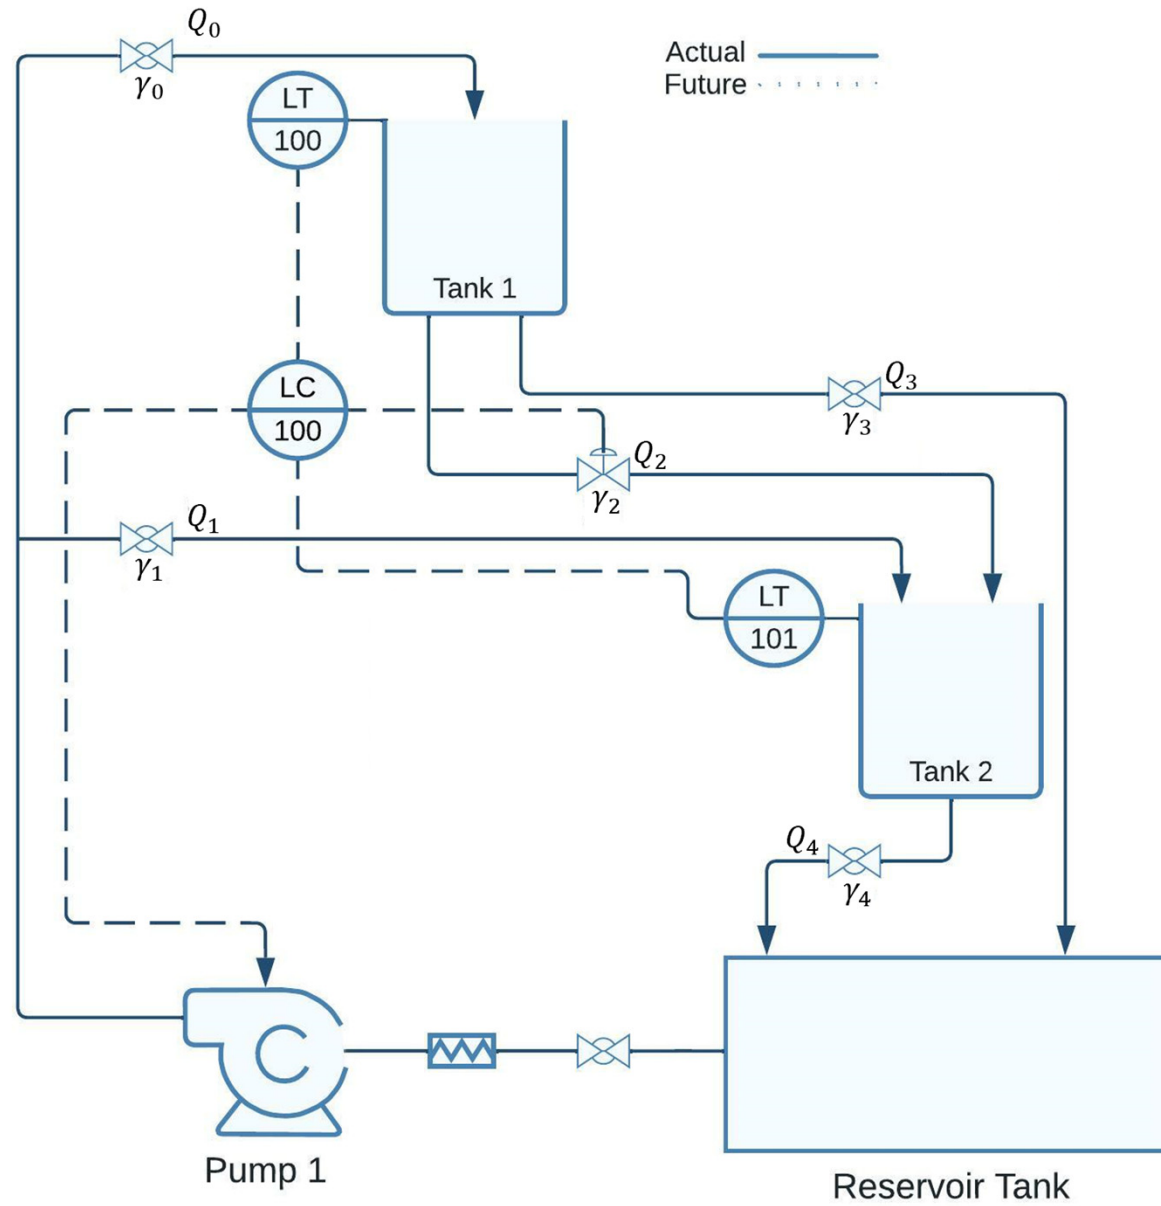 Q₀
γ₀
Actual
Future
LT
100
Tank 1
LC
100
Q₃
γ₃
Q₂
γ₂
Q₁
γ₁
LT
101
Tank 2
Q₄
γ₄
Pump 1
Reservoir Tank